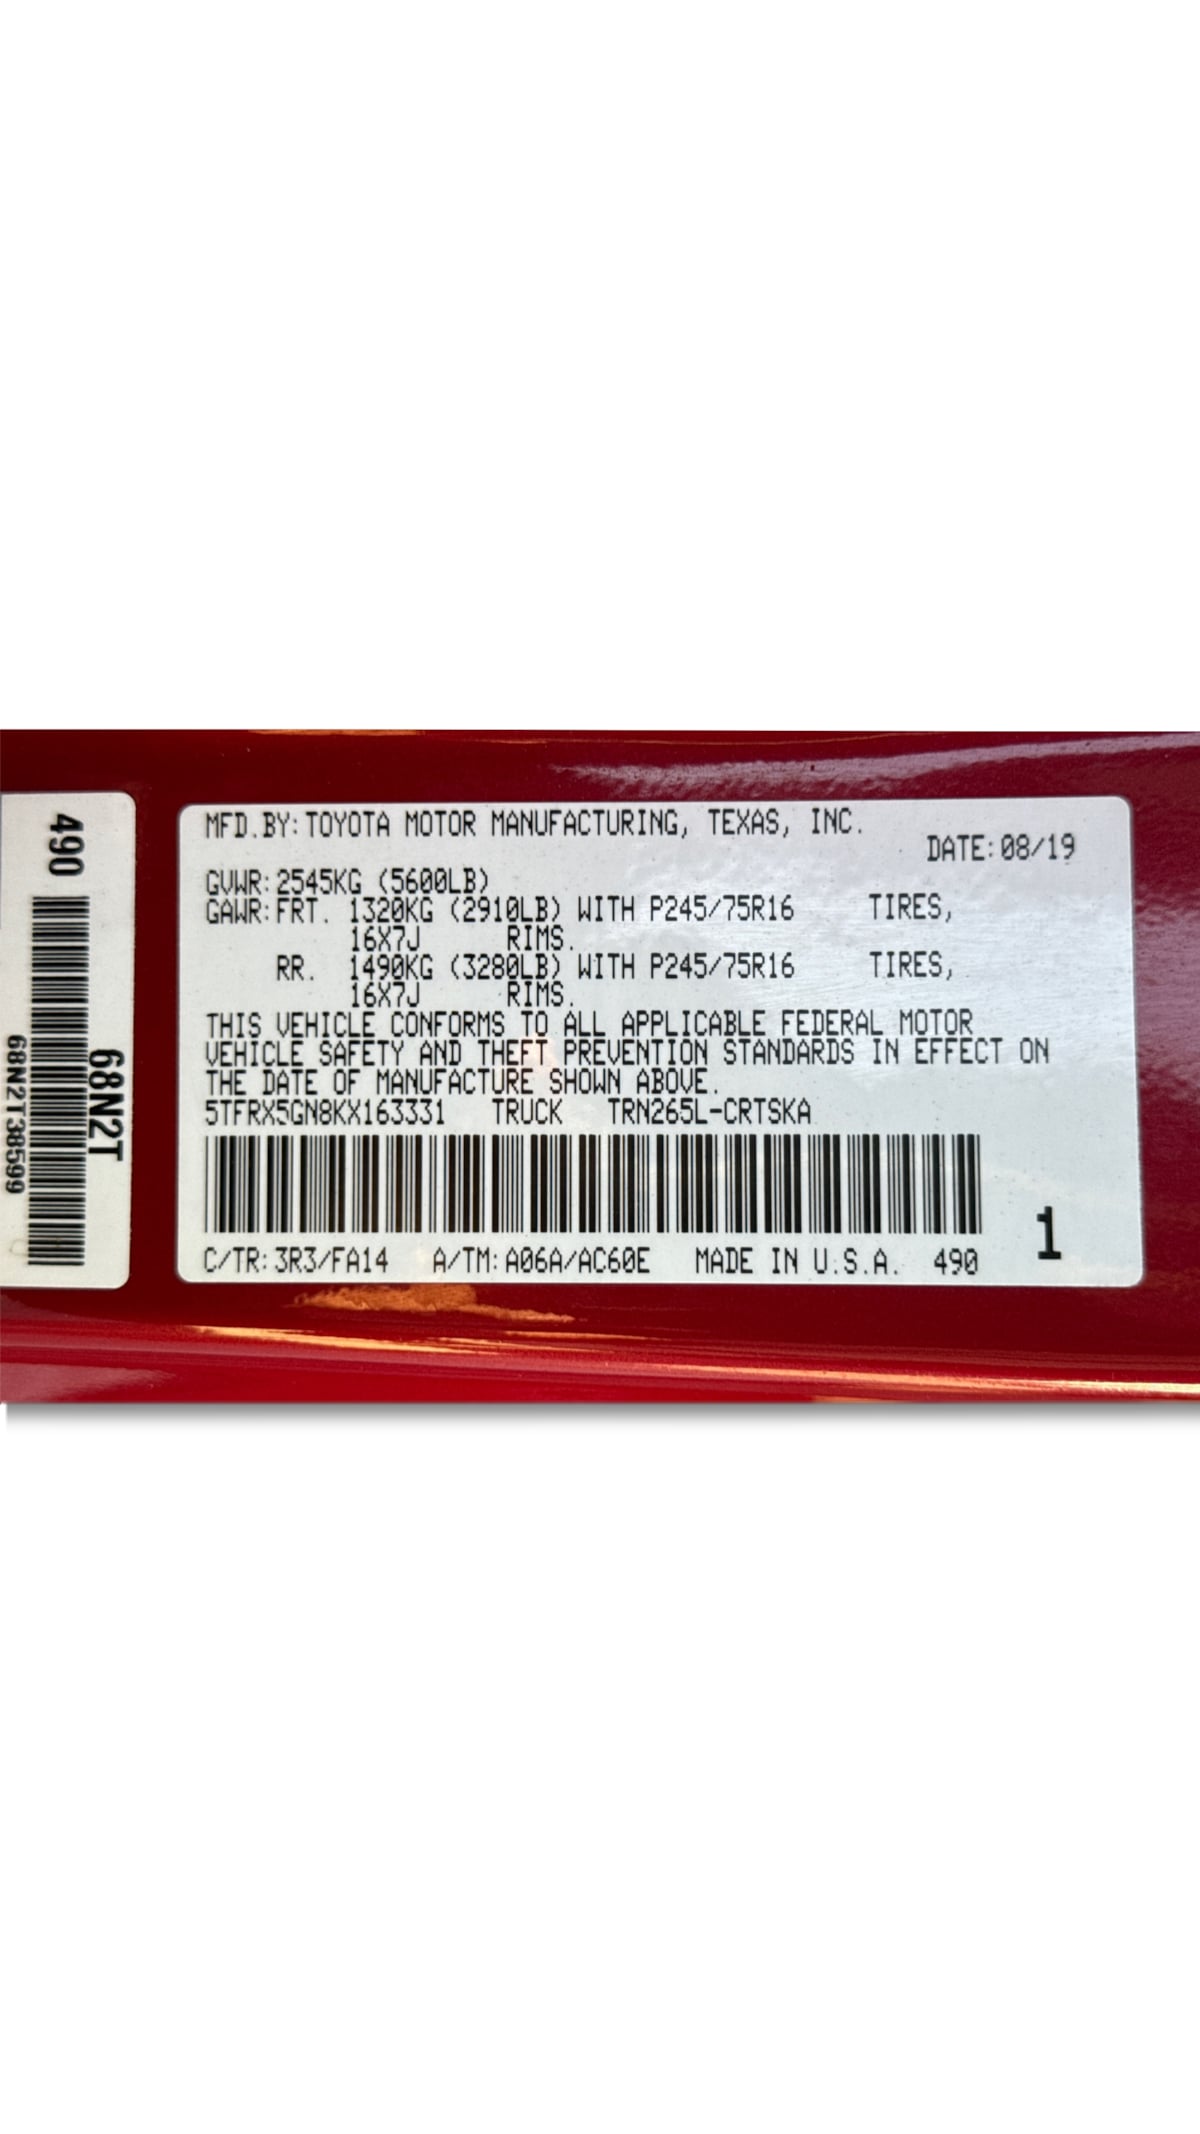 490
68N2T
68N2T38599
MFD.BY:TOYOTA MOTOR MANUFACTURING, TEXAS, INC.
DATE:08/19
GVWR:2545KG (5600LB)
GAWR:FRT. 1320KG (2910LB) WITH P245/75R16 TIRES,
16X7J RIMS.
RR. 1490KG (3280LB) WITH P245/75R16 TIRES,
16X7J RIMS.
THIS VEHICLE CONFORMS TO ALL APPLICABLE FEDERAL MOTOR
VEHICLE SAFETY AND THEFT PREVENTION STANDARDS IN EFFECT ON
THE DATE OF MANUFACTURE SHOWN ABOVE.
5TFRX5GN8KX163331 TRUCK TRN265L-CRTSKA
C/TR:3R3/FA14 A/TM:A06A/AC60E MADE IN U.S.A. 490
1